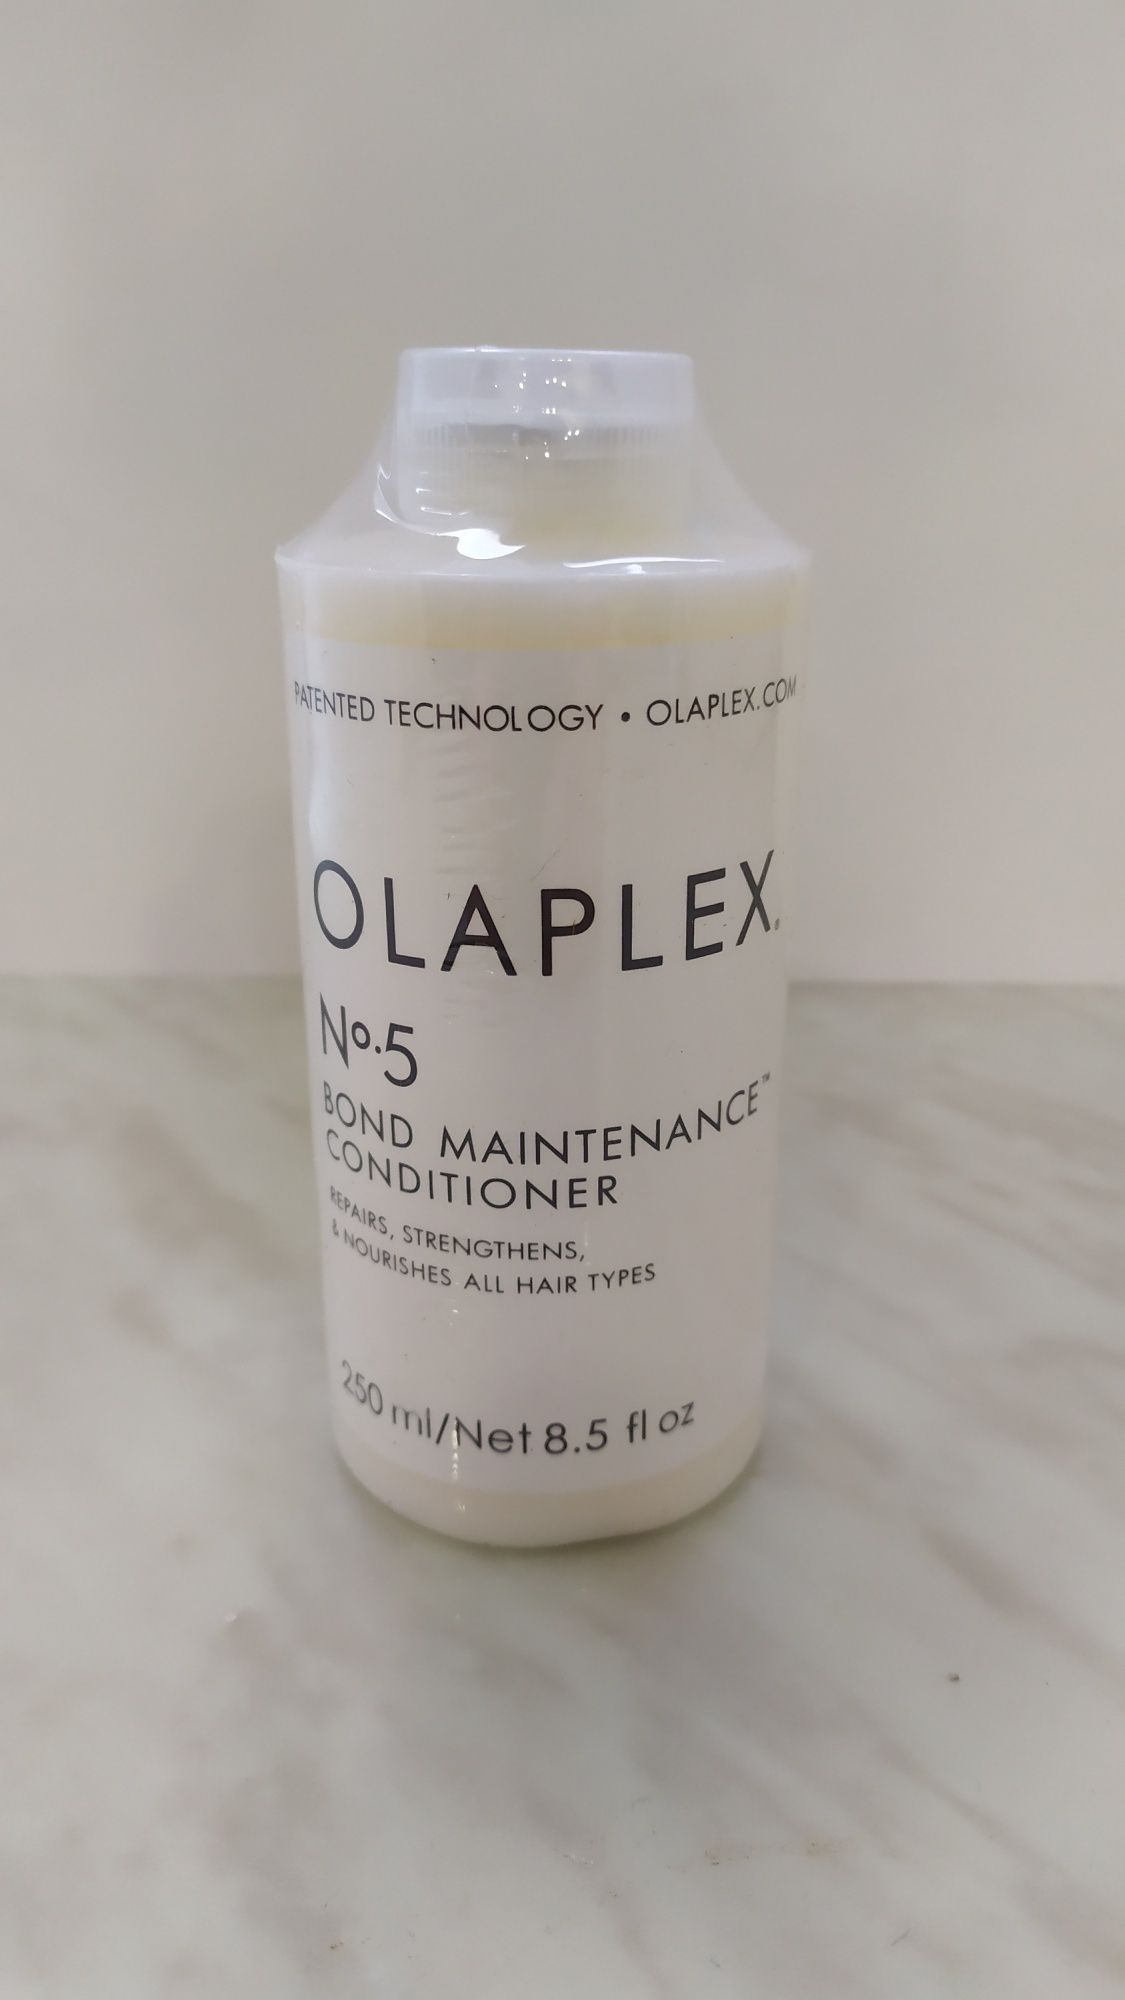 PATENTED TECHNOLOGY • OLAPLEX.COM
OLAPLEX®
Nº.5
BOND MAINTENANCE™
CONDITIONER
REPAIRS, STRENGTHENS,
& NOURISHES ALL HAIR TYPES
250 ml/Net 8.5 fl oz